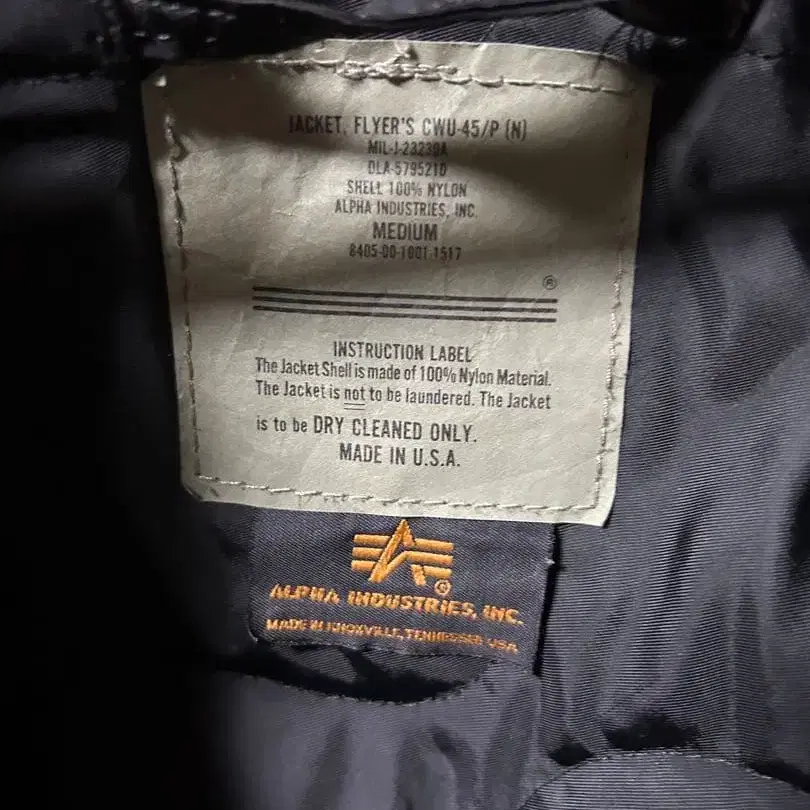 JACKET, FLYER'S CWU-45/P (N)
MIL-J-23239A
DLA-5795210
SHELL 100% NYLON
ALPHA INDUSTRIES, INC.
MEDIUM
8405-00-1001-1517
®
INSTRUCTION LABEL
The Jacket Shell is made of 100% Nylon Material.
The Jacket is not to be laundered. The Jacket
is to be DRY CLEANED ONLY.
MADE IN U.S.A.
©
ALPHA INDUSTRIES, INC.
MADE IN KNOXVILLE, TENNESSEE USA